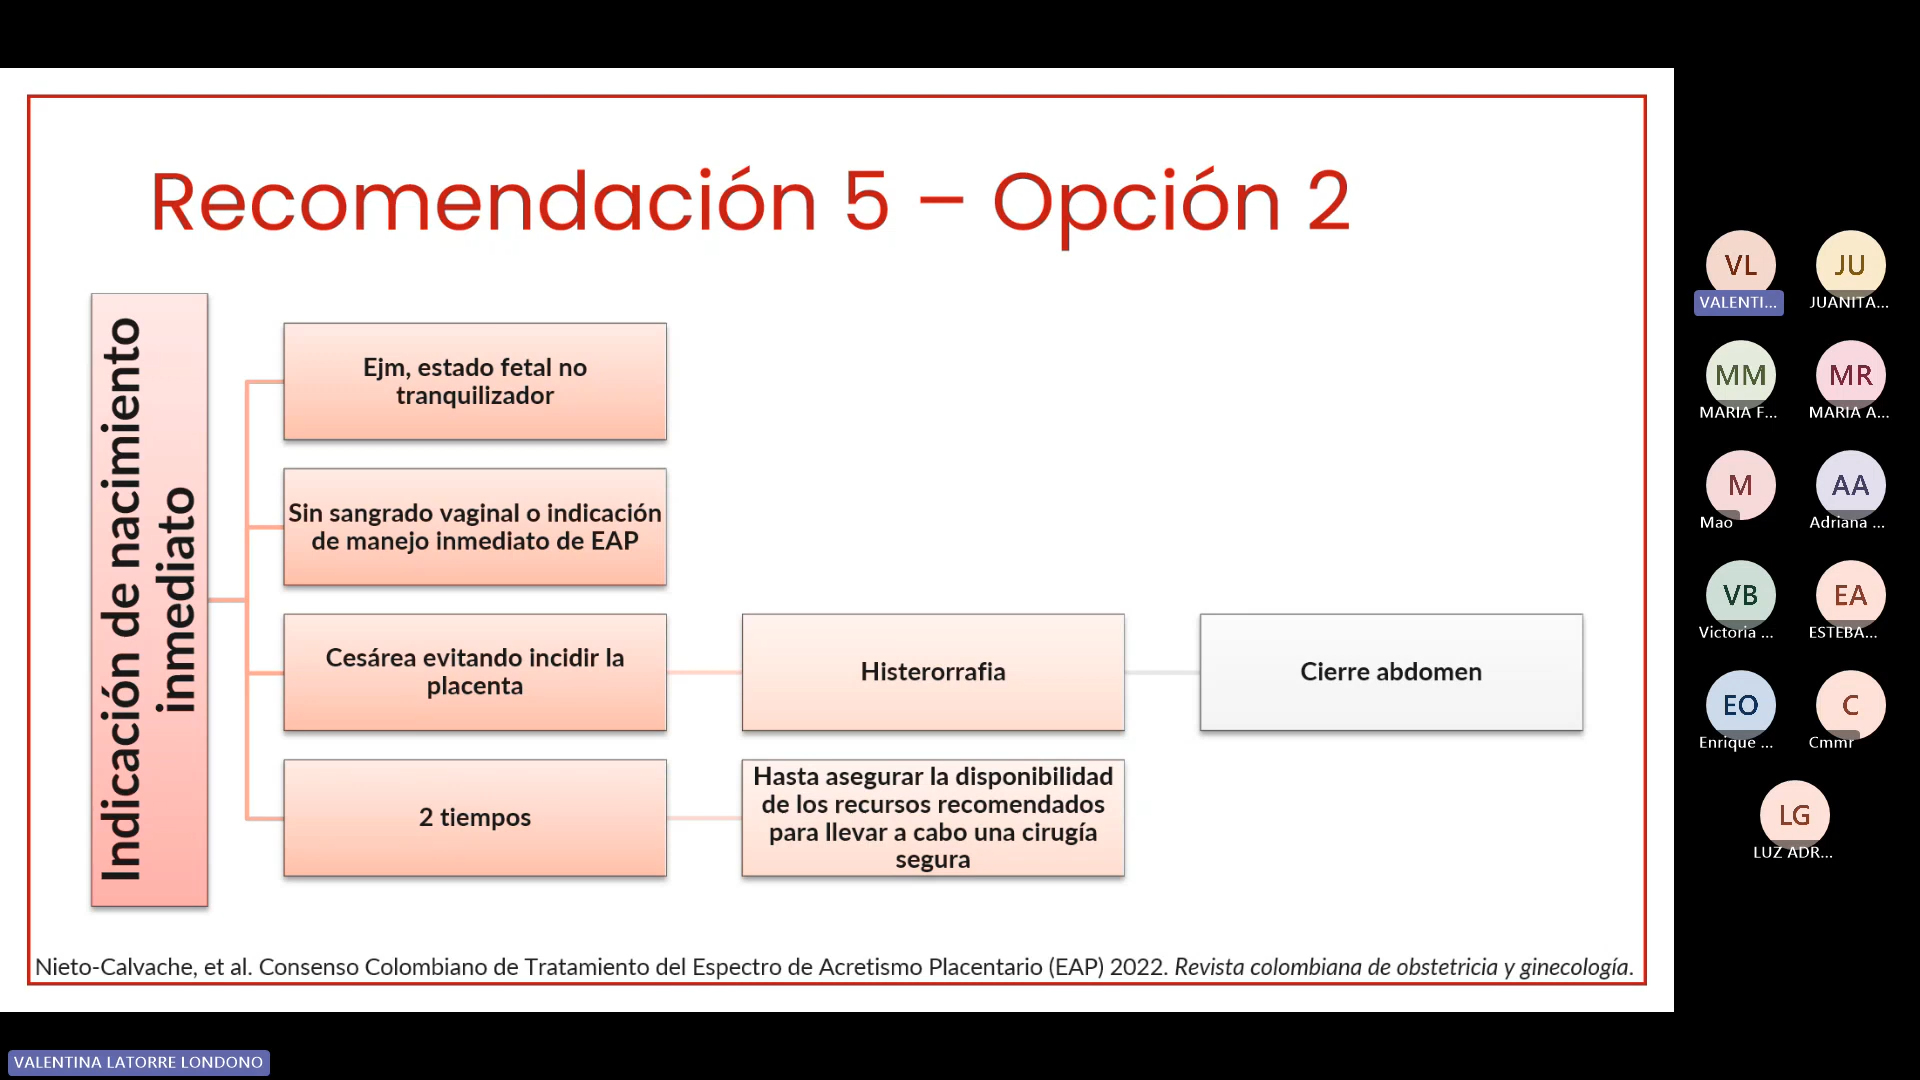 Recomendación 5 – Opción 2
Indicación de nacimiento
inmediato
Ejm, estado fetal no
tranquilizador
Sin sangrado vaginal o indicación
de manejo inmediato de EAP
Cesárea evitando incidir la
placenta
Histerorrafia
Cierre abdomen
2 tiempos
Hasta asegurar la disponibilidad
de los recursos recomendados
para llevar a cabo una cirugía
segura
Nieto-Calvache, et al. Consenso Colombiano de Tratamiento del Espectro de Acretismo Placentario (EAP) 2022. Revista colombiana de obstetricia y ginecología.
VL
VALENTI...
JU
JUANITA...
MM
MARIA F...
MR
MARIA A...
M
Mao
AA
Adriana ...
VB
Victoria ...
EA
ESTEBA...
EO
Enrique ...
C
Cmmr
LG
LUZ ADR...
VALENTINA LATORRE LONDONO